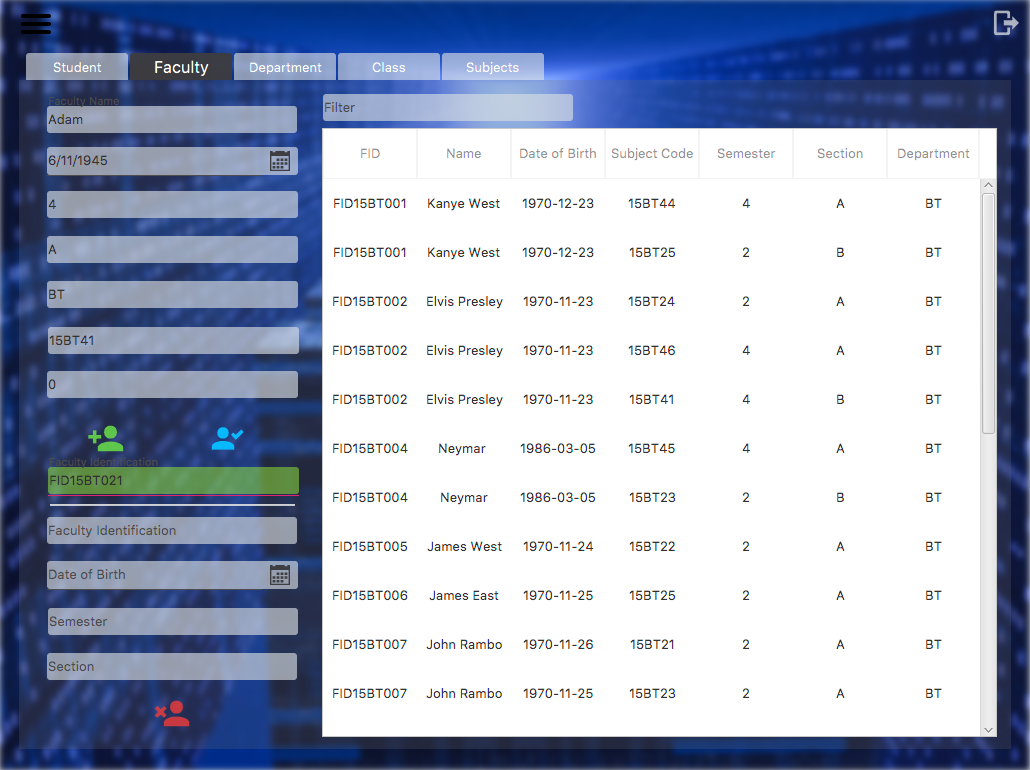 Student Faculty Department Class Subjects
Faculty Name
Adam
6/11/1945
4
A
BT
15BT41
0
Faculty Identification
FID15BT021
Faculty Identification
Date of Birth
Semester
Section
Filter
FID Name Date of Birth Subject Code Semester Section Department
FID15BT001 Kanye West 1970-12-23 15BT44 4 A BT
FID15BT001 Kanye West 1970-12-23 15BT25 2 B BT
FID15BT002 Elvis Presley 1970-11-23 15BT24 2 A BT
FID15BT002 Elvis Presley 1970-11-23 15BT46 4 A BT
FID15BT002 Elvis Presley 1970-11-23 15BT41 4 B BT
FID15BT004 Neymar 1986-03-05 15BT45 4 A BT
FID15BT004 Neymar 1986-03-05 15BT23 2 B BT
FID15BT005 James West 1970-11-24 15BT22 2 A BT
FID15BT006 James East 1970-11-25 15BT25 2 A BT
FID15BT007 John Rambo 1970-11-26 15BT21 2 A BT
FID15BT007 John Rambo 1970-11-25 15BT23 2 A BT